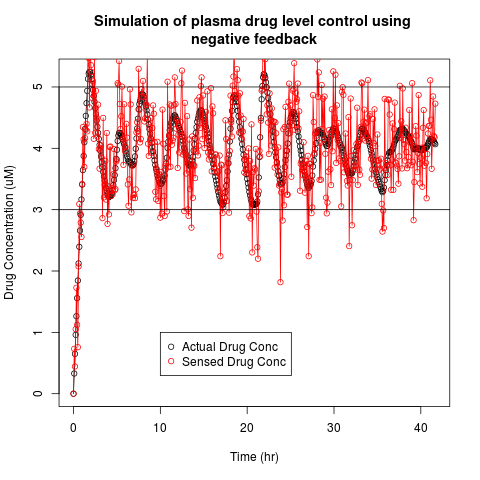 Simulation of plasma drug level control using
negative feedback
Drug Concentration (uM)
5
4
3
2
1
0
Actual Drug Conc
Sensed Drug Conc
0 10 20 30 40
Time (hr)